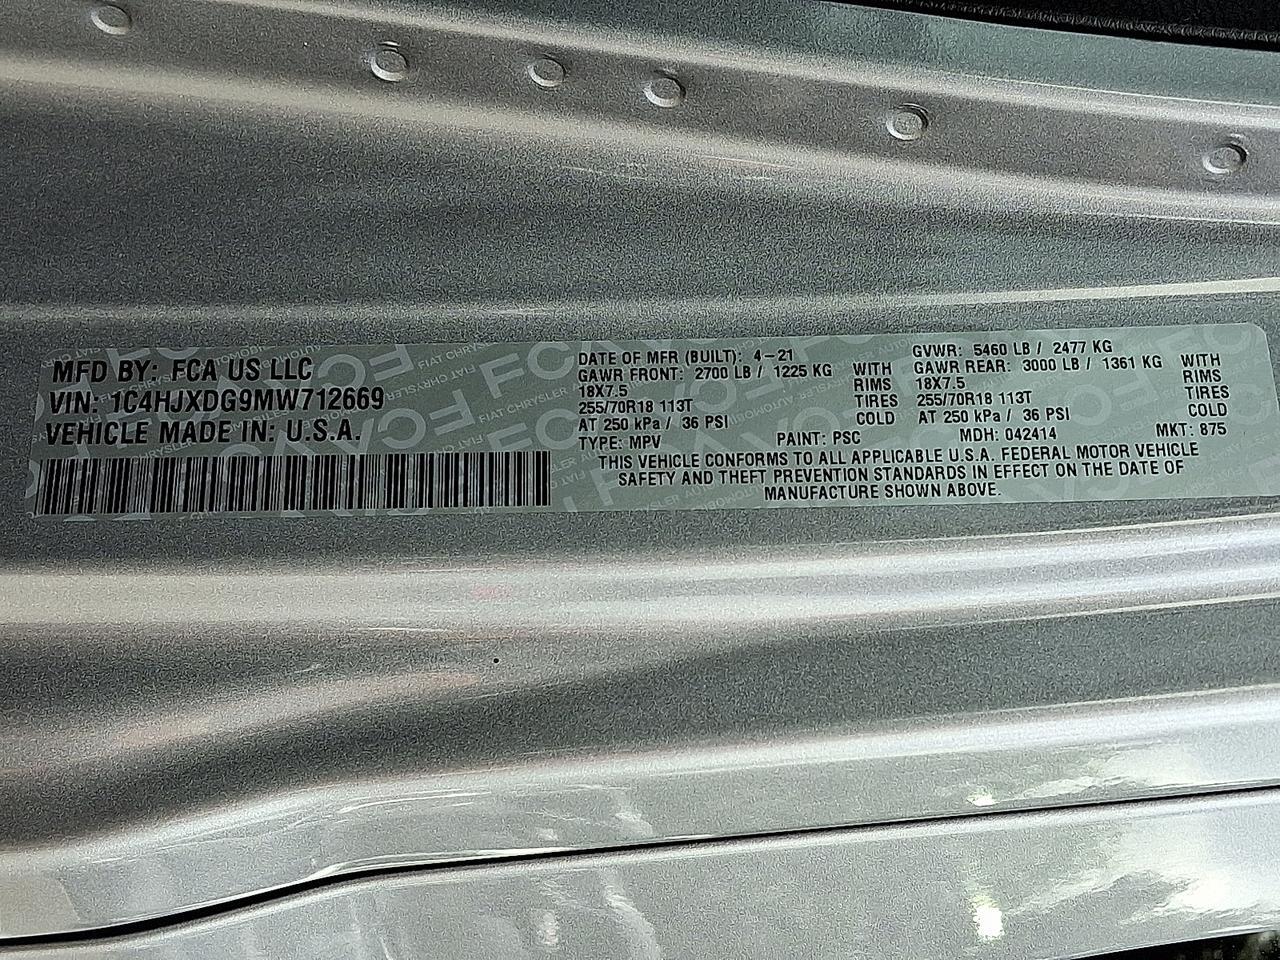 MFD BY: FCA US LLC
VIN: 1C4HJXDG9MW712669
VEHICLE MADE IN: U.S.A.
DATE OF MFR (BUILT): 4-21 GVWR: 5460 LB / 2477 KG
GAWR FRONT: 2700 LB / 1225 KG WITH GAWR REAR: 3000 LB / 1361 KG WITH
18X7.5 RIMS 18X7.5 RIMS
255/70R18 113T TIRES 255/70R18 113T TIRES
AT 250 kPa / 36 PSI COLD AT 250 kPa / 36 PSI COLD
TYPE: MPV PAINT: PSC MDH: 042414 MKT: 875
THIS VEHICLE CONFORMS TO ALL APPLICABLE U.S.A. FEDERAL MOTOR VEHICLE
SAFETY AND THEFT PREVENTION STANDARDS IN EFFECT ON THE DATE OF
MANUFACTURE SHOWN ABOVE.